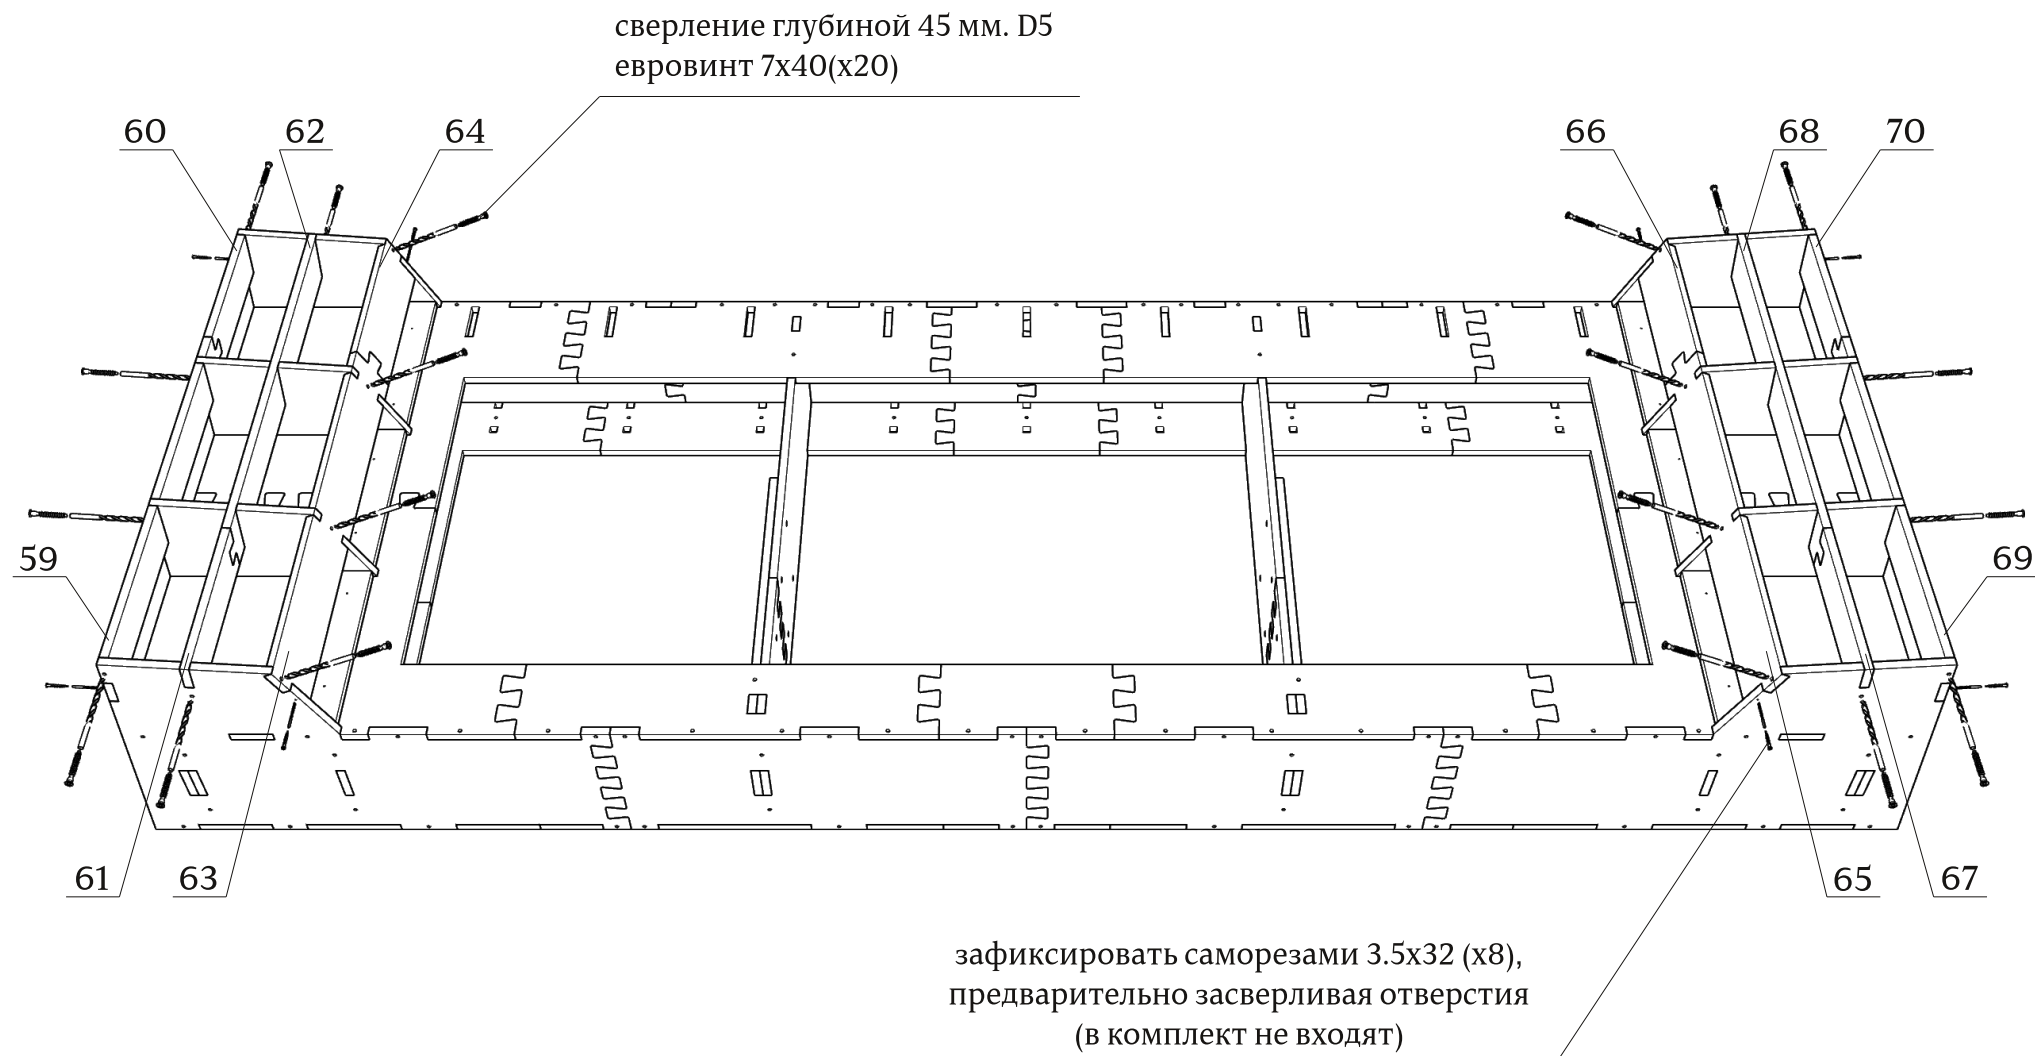 сверление глубиной 45 мм. D5
евровинт 7х40(х20)
60
62
64
66
68
70
59
69
61
63
65
67
зафиксировать саморезами 3.5х32 (х8),
предварительно засверливая отверстия
(в комплект не входят)